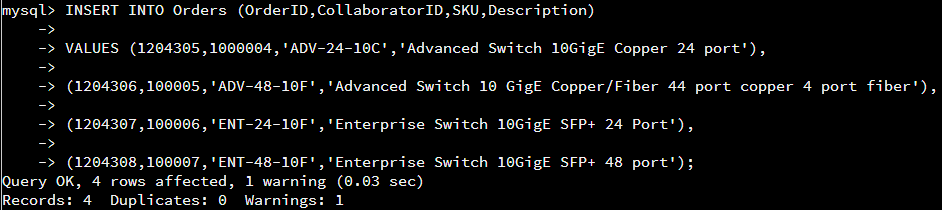 mysql> INSERT INTO Orders (OrderID,CollaboratorID,SKU,Description)
    ->
    -> VALUES (1204305,1000004,'ADV-24-10C','Advanced Switch 10GigE Copper 24 port'),
    ->
    -> (1204306,100005,'ADV-48-10F','Advanced Switch 10 GigE Copper/Fiber 44 port copper 4 port fiber'),
    ->
    -> (1204307,100006,'ENT-24-10F','Enterprise Switch 10GigE SFP+ 24 Port'),
    ->
    -> (1204308,100007,'ENT-48-10F','Enterprise Switch 10GigE SFP+ 48 port');
Query OK, 4 rows affected, 1 warning (0.03 sec)
Records: 4  Duplicates: 0  Warnings: 1